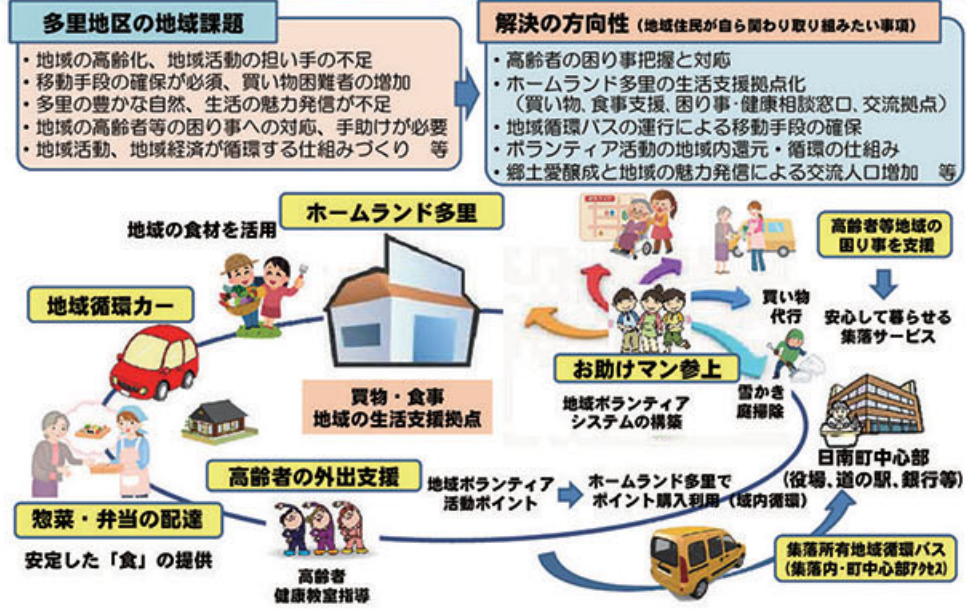 多里地区の地域課題
・地域の高齢化、地域活動の担い手の不足
・移動手段の確保が必須、買い物困難者の増加
・多里の豊かな自然、生活の魅力発信が不足
・地域の高齢者等の困り事への対応、手助けが必要
・地域活動、地域経済が循環する仕組みづくり 等
解決の方向性（地域住民が自ら関わり取り組みたい事項）
・高齢者の困り事把握と対応
・ホームランド多里の生活支援拠点化
（買い物、食事支援、困り事・健康相談窓口、交流拠点）
・地域循環バスの運行による移動手段の確保
・ボランティア活動の地域内還元・循環の仕組み
・郷土愛醸成と地域の魅力発信による交流人口増加 等
ホームランド多里
地域の食材を活用
地域循環カー
買物・食事
地域の生活支援拠点
高齢者等地域の
困り事を支援
安心して暮らせる
集落サービス
買い物
代行
お助けマン参上
地域ボランティア
システムの構築
雪かき
庭掃除
日南町中心部
（役場、道の駅、銀行等）
高齢者の外出支援
地域ボランティア
活動ポイント
ホームランド多里で
ポイント購入利用（域内循環）
惣菜・弁当の配達
安定した「食」の提供
高齢者
健康教室指導
集落所有地域循環バス
（集落内・町中心部ｱｸｾｽ）